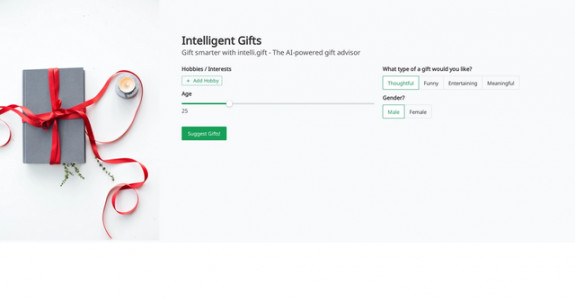 Intelligent Gifts
Gift smarter with intelli.gift - The AI-powered gift advisor
Hobbies / Interests
+ Add Hobby
Age
25
Suggest Gifts!
What type of a gift would you like?
Thoughtful Funny Entertaining Meaningful
Gender?
Male Female